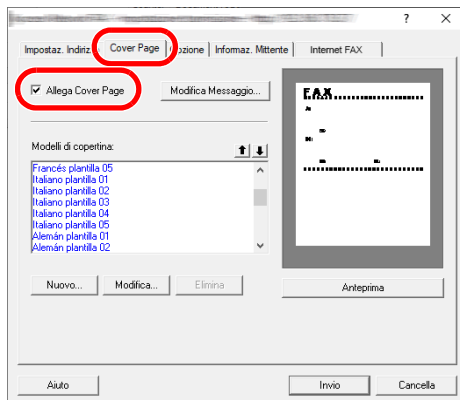 ?
Impostaz. Indiriz
Cover Page
Informaz. Mittente
Internet FAX
Allega Cover Page
Modifica Messaggio...
Modelli di copertina:
Francés plantilla 05
Italiano plantilla 01
Italiano plantilla 02
Italiano plantilla 03
Italiano plantilla 04
Italiano plantilla 05
Alemán plantilla 01
Alemán plantilla 02
FAX
Nuovo...
Modifica...
Elimina
Anteprima
Aiuto
Invio
Cancella